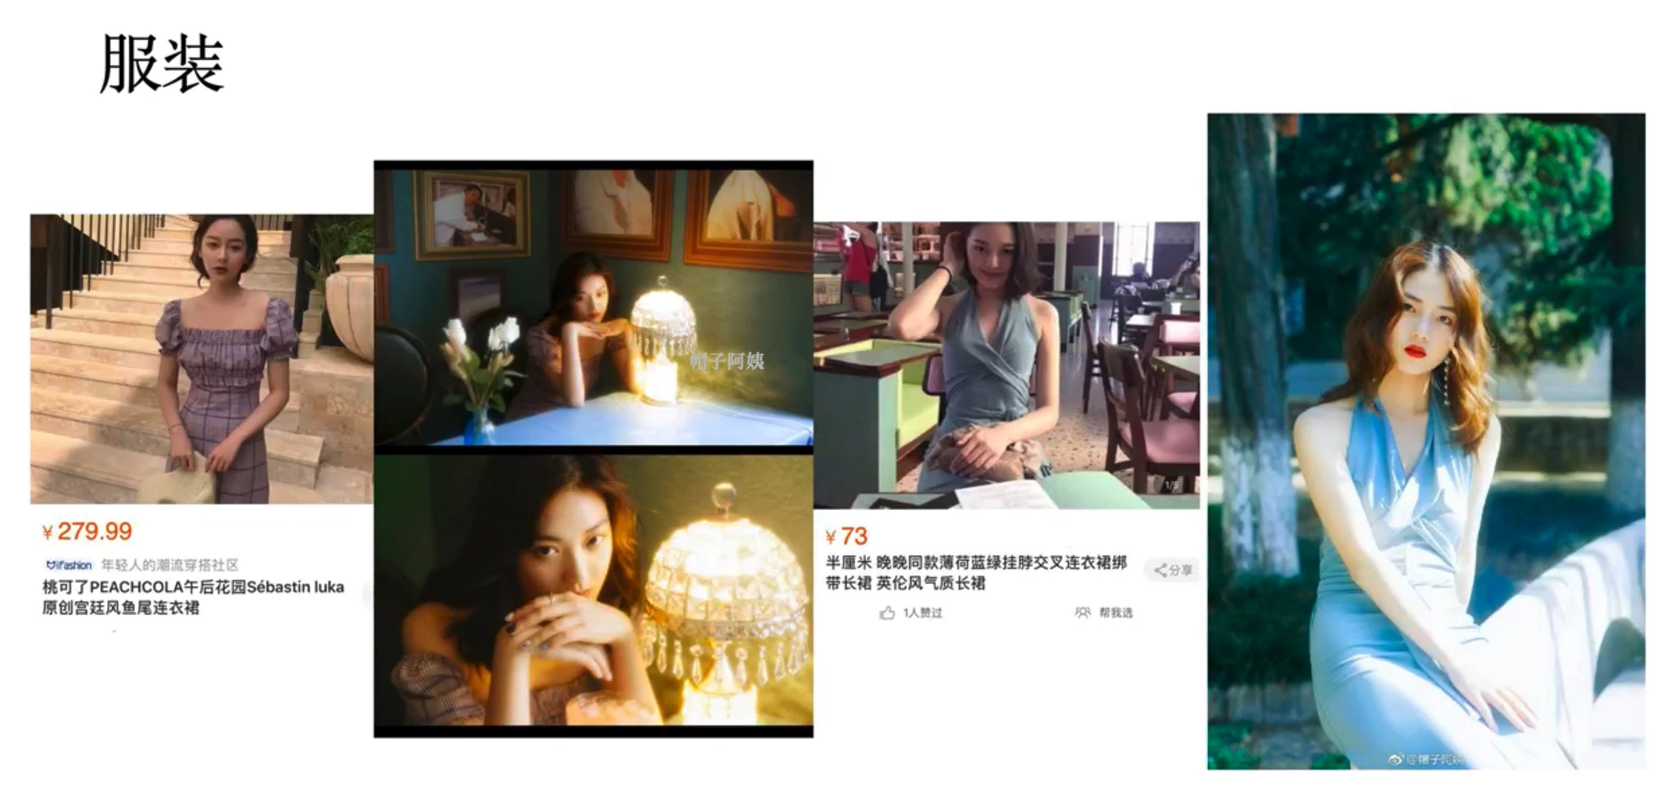 服装
¥279.99
ifashion 年轻人的潮流穿搭社区
桃可了PEACHCOLA午后花园Sébastin luka
原创宫廷风鱼尾连衣裙
帽子阿姨
1/5
¥73
半厘米 晚晚同款薄荷蓝绿挂脖交叉连衣裙绑
带长裙 英伦风气质长裙
分享
1人赞过
帮我选
@帽子阿姨